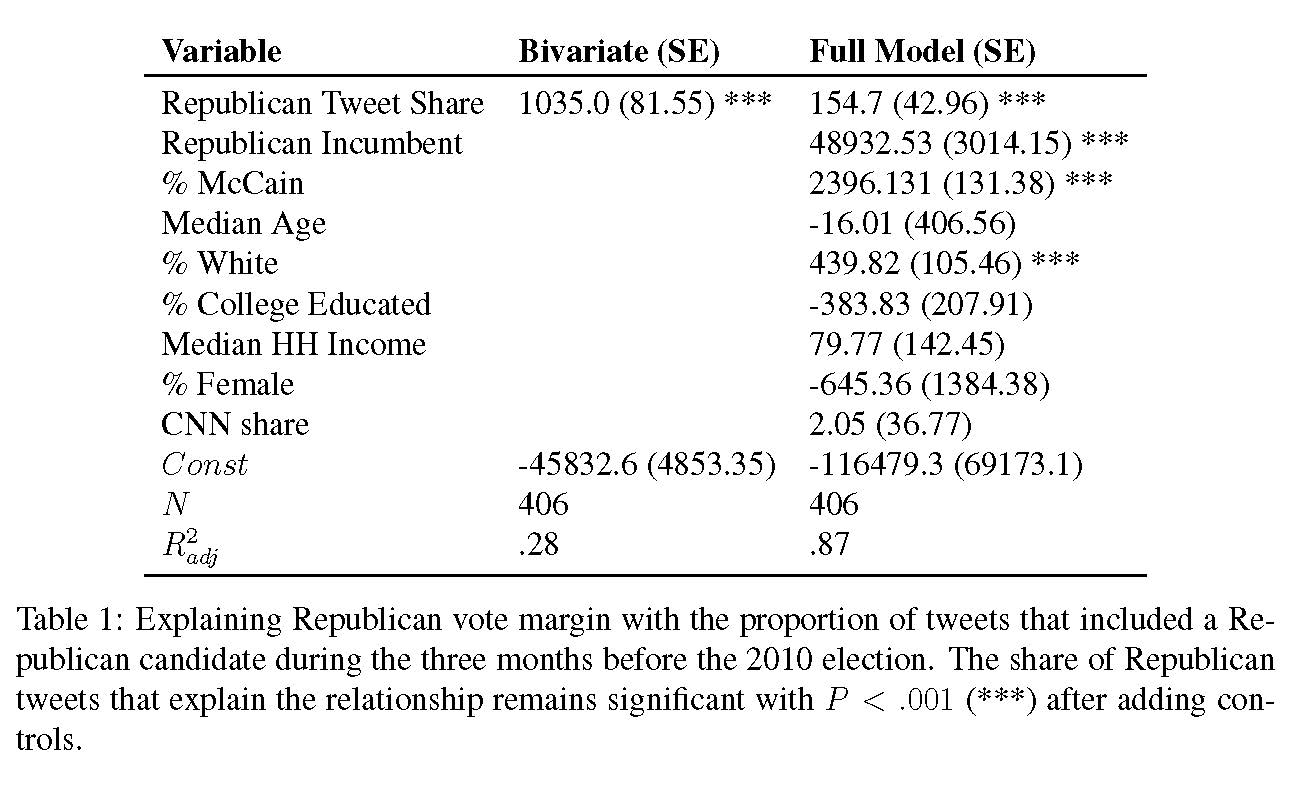 Variable Bivariate (SE) Full Model (SE)
Republican Tweet Share 1035.0 (81.55) *** 154.7 (42.96) ***
Republican Incumbent 48932.53 (3014.15) ***
% McCain 2396.131 (131.38) ***
Median Age -16.01 (406.56)
% White 439.82 (105.46) ***
% College Educated -383.83 (207.91)
Median HH Income 79.77 (142.45)
% Female -645.36 (1384.38)
CNN share 2.05 (36.77)
Const -45832.6 (4853.35) -116479.3 (69173.1)
N 406 406
R²adj .28 .87
Table 1: Explaining Republican vote margin with the proportion of tweets that included a Re-
publican candidate during the three months before the 2010 election. The share of Republican
tweets that explain the relationship remains significant with P < .001 (***) after adding con-
trols.